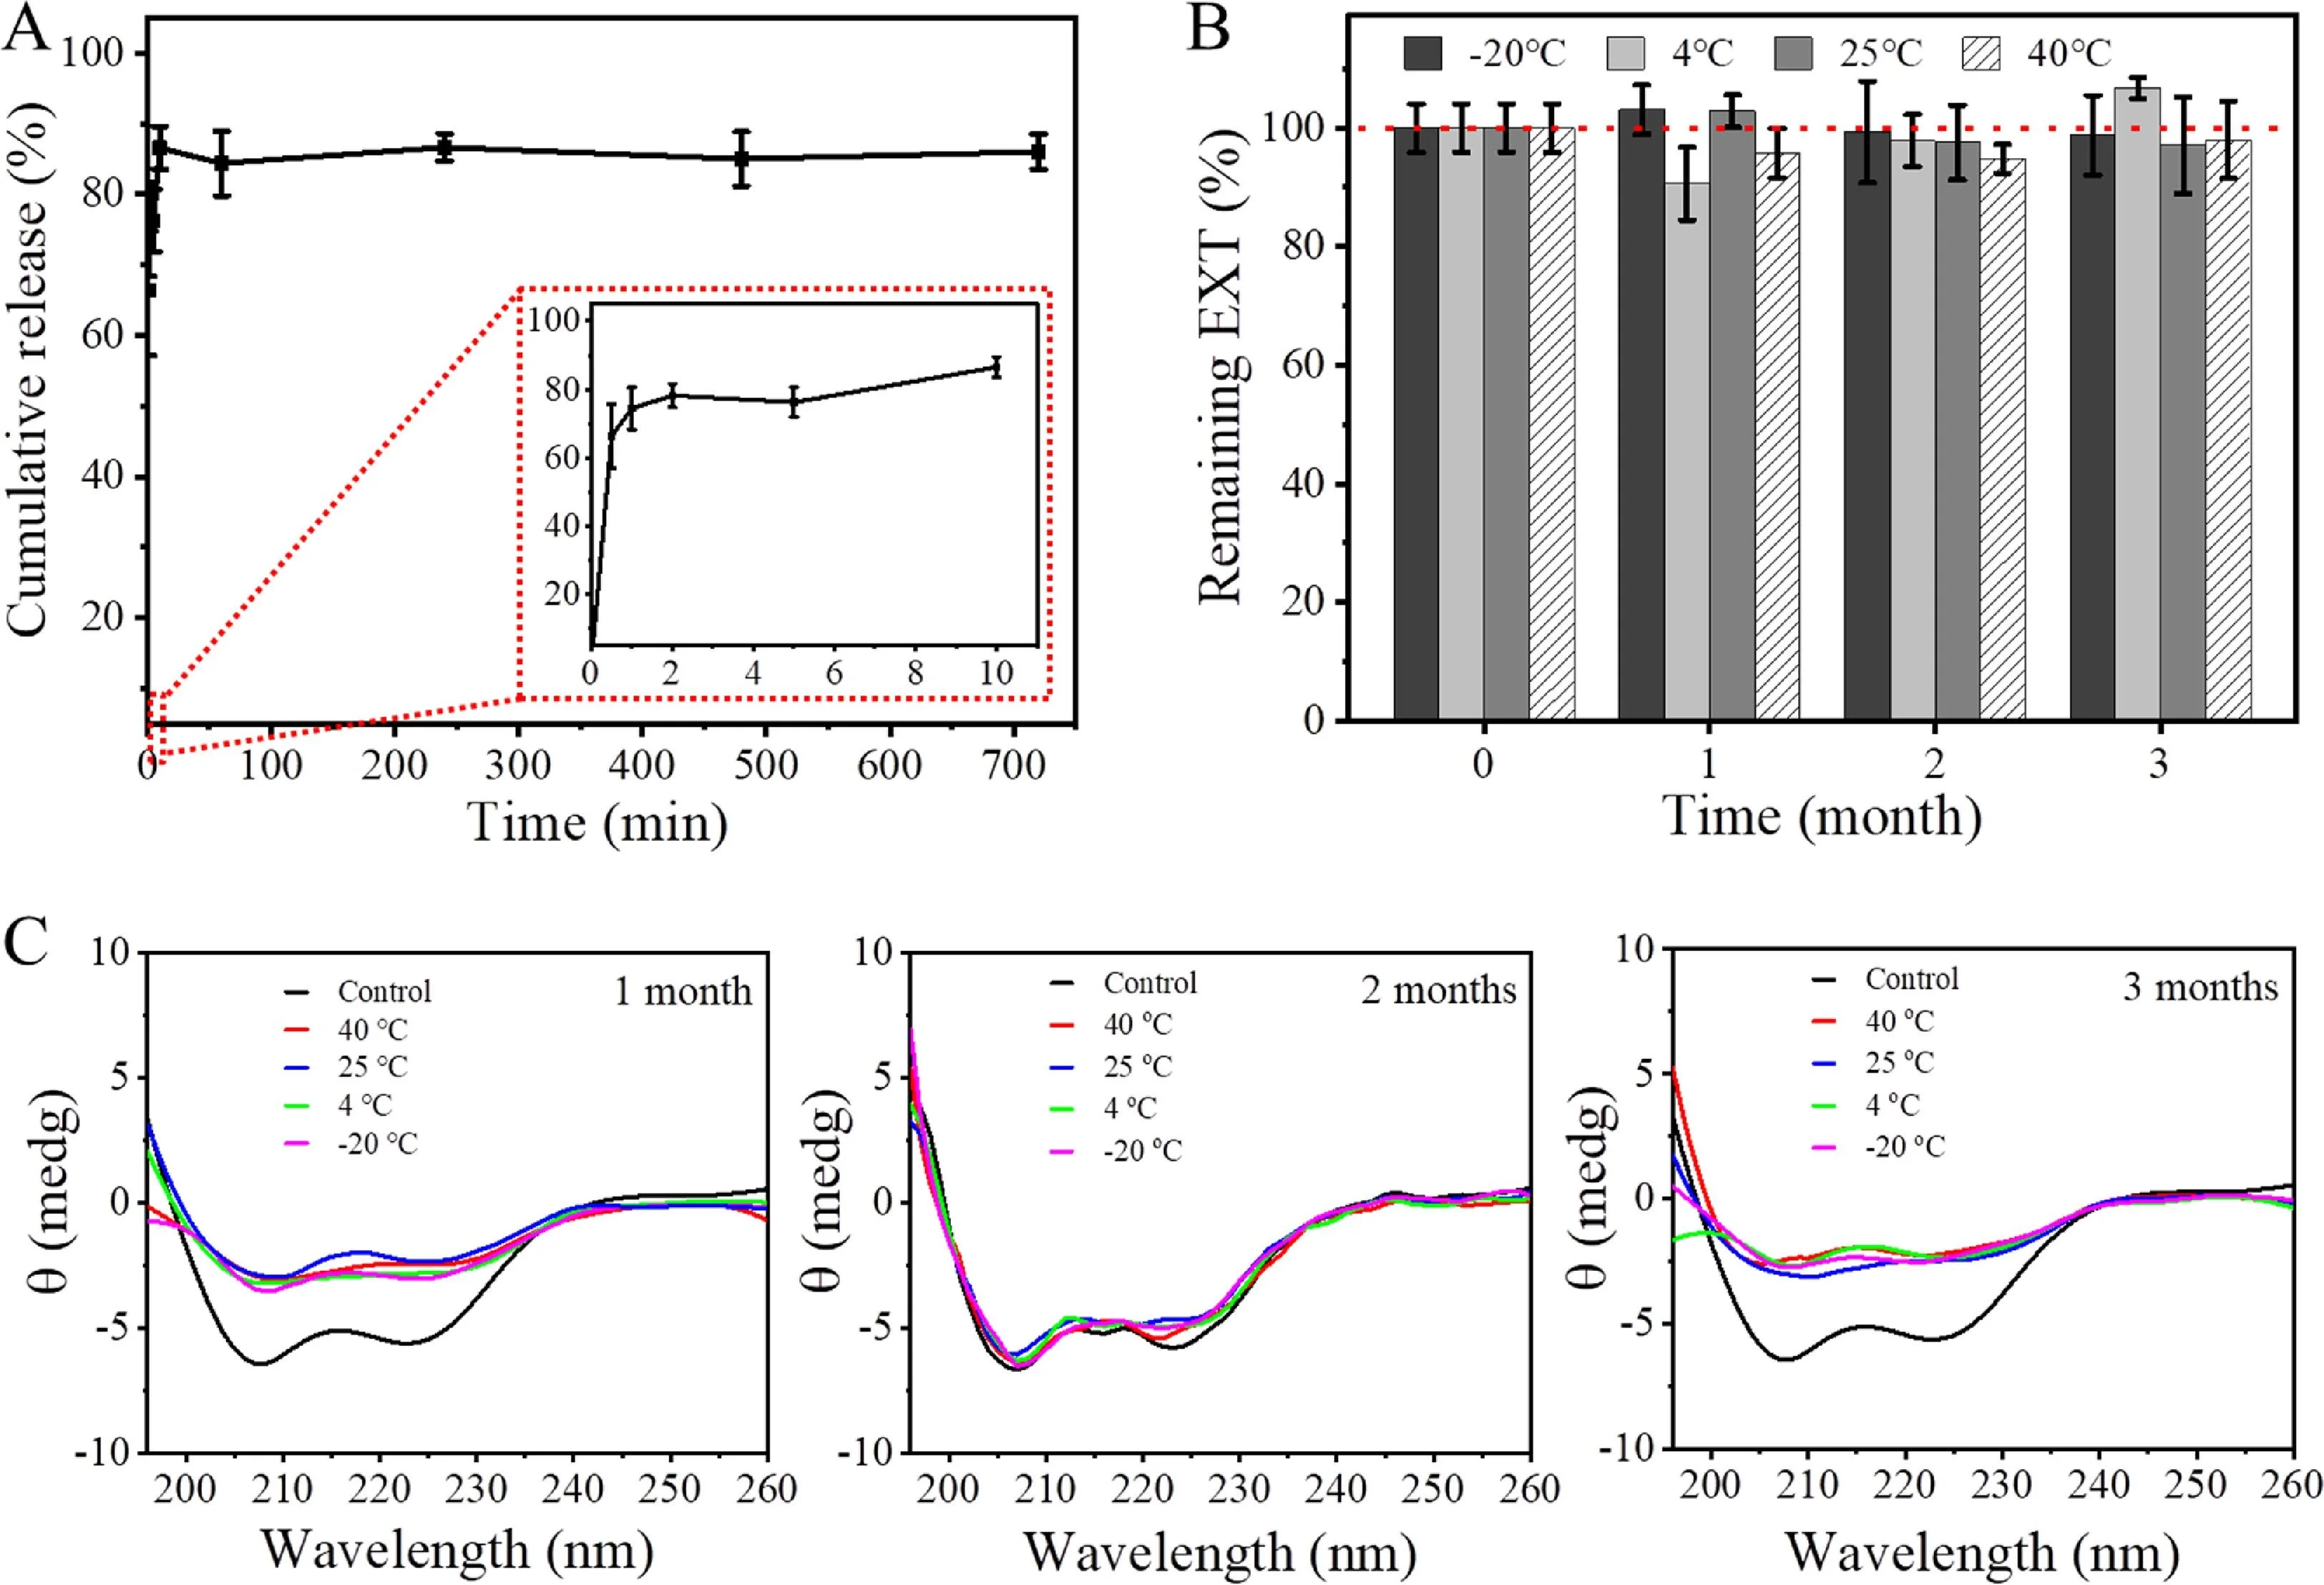 A
Cumulative release (%)
100
80
60
40
20
0 100 200 300 400 500 600 700
Time (min)
100
80
60
40
20
0 2 4 6 8 10
B
-20°C 4°C 25°C 40°C
Remaining EXT (%)
100
80
60
40
20
0
0 1 2 3
Time (month)
C
θ (medg)
10
5
0
-5
-10
Control
40 °C
25 °C
4 °C
-20 °C
1 month
200 210 220 230 240 250 260
Wavelength (nm)
θ (medg)
10
5
0
-5
-10
Control
40 °C
25 °C
4 °C
-20 °C
2 months
200 210 220 230 240 250 260
Wavelength (nm)
θ (medg)
10
5
0
-5
-10
Control
40 °C
25 °C
4 °C
-20 °C
3 months
200 210 220 230 240 250 260
Wavelength (nm)